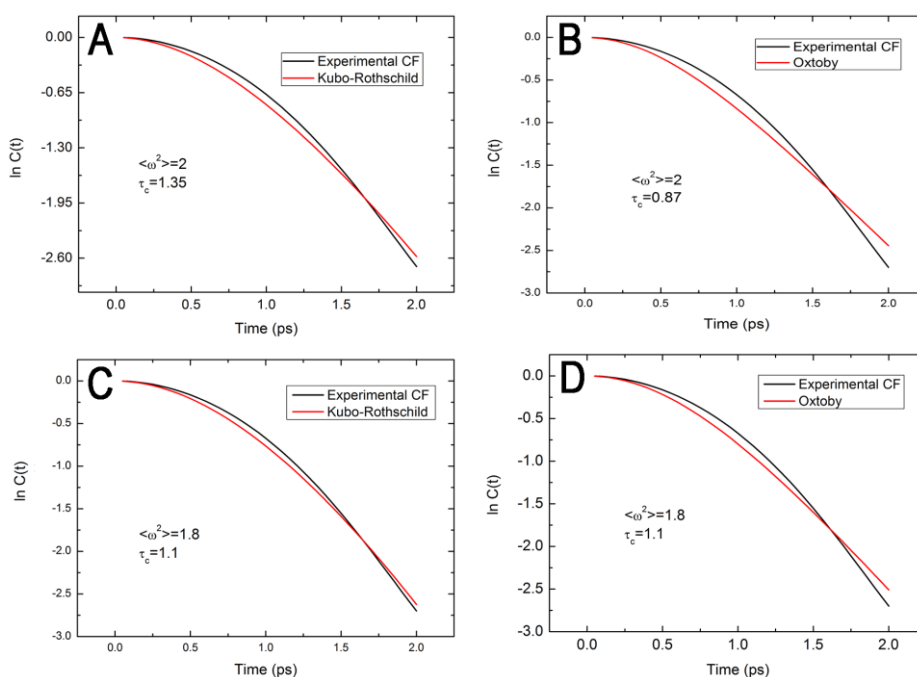 A
0.00
-0.65
-1.30
-1.95
-2.60
ln C(t)
Experimental CF
Kubo-Rothschild
<ω²>=2
τc=1.35
0.0 0.5 1.0 1.5 2.0
Time (ps)
B
0.0
-0.5
-1.0
-1.5
-2.0
-2.5
-3.0
ln C(t)
Experimental CF
Oxtoby
<ω²>=2
τc=0.87
0.0 0.5 1.0 1.5 2.0
Time (ps)
C
0.0
-0.5
-1.0
-1.5
-2.0
-2.5
-3.0
ln C(t)
Experimental CF
Kubo-Rothschild
<ω²>=1.8
τc=1.1
0.0 0.5 1.0 1.5 2.0
Time (ps)
D
0.0
-0.5
-1.0
-1.5
-2.0
-2.5
-3.0
ln C(t)
Experimental CF
Oxtoby
<ω²>=1.8
τc=1.1
0.0 0.5 1.0 1.5 2.0
Time (ps)